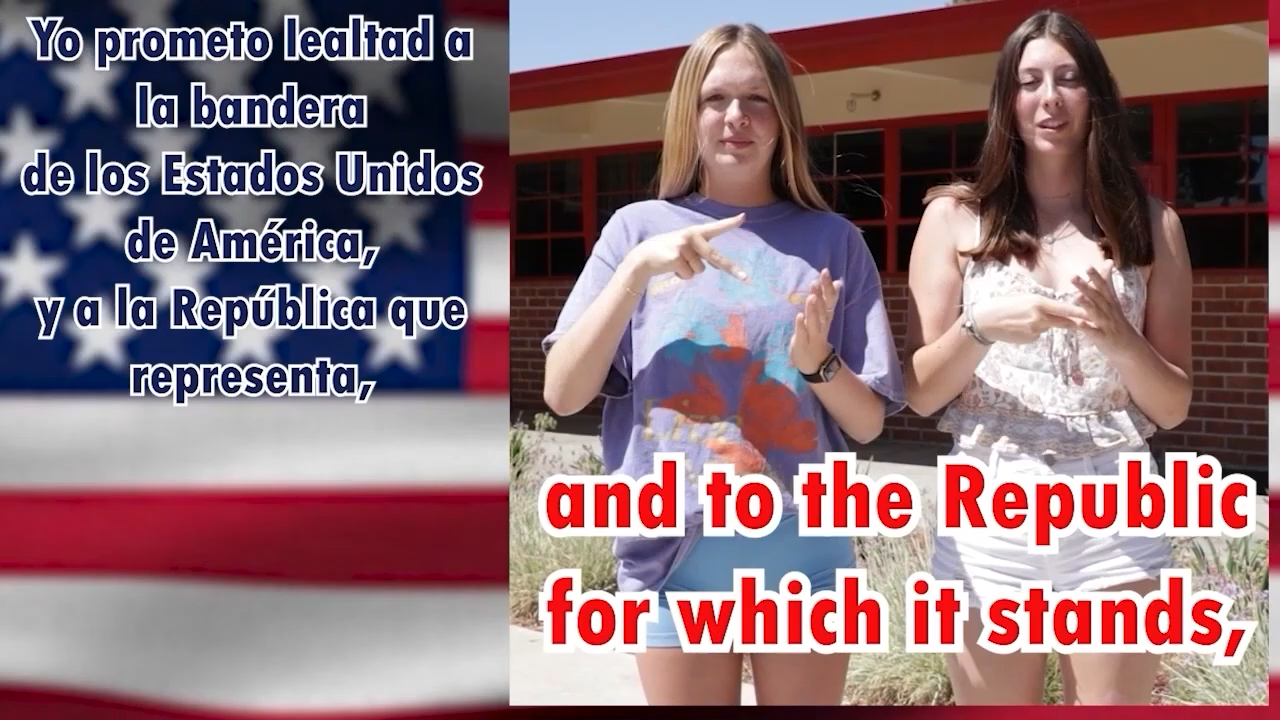 Yo prometo lealtad a
la bandera
de los Estados Unidos
de América,
y a la República que
representa,
and to the Republic
for which it stands,